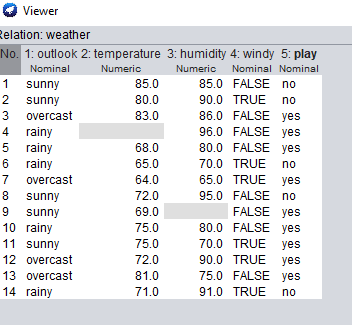 Viewer
Relation: weather
No. 1: outlook 2: temperature 3: humidity 4: windy 5: play
Nominal Numeric Numeric Nominal Nominal
1 sunny 85.0 85.0 FALSE no
2 sunny 80.0 90.0 TRUE no
3 overcast 83.0 86.0 FALSE yes
4 rainy 96.0 FALSE yes
5 rainy 68.0 80.0 FALSE yes
6 rainy 65.0 70.0 TRUE no
7 overcast 64.0 65.0 TRUE yes
8 sunny 72.0 95.0 FALSE no
9 sunny 69.0 FALSE yes
10 rainy 75.0 80.0 FALSE yes
11 sunny 75.0 70.0 TRUE yes
12 overcast 72.0 90.0 TRUE yes
13 overcast 81.0 75.0 FALSE yes
14 rainy 71.0 91.0 TRUE no